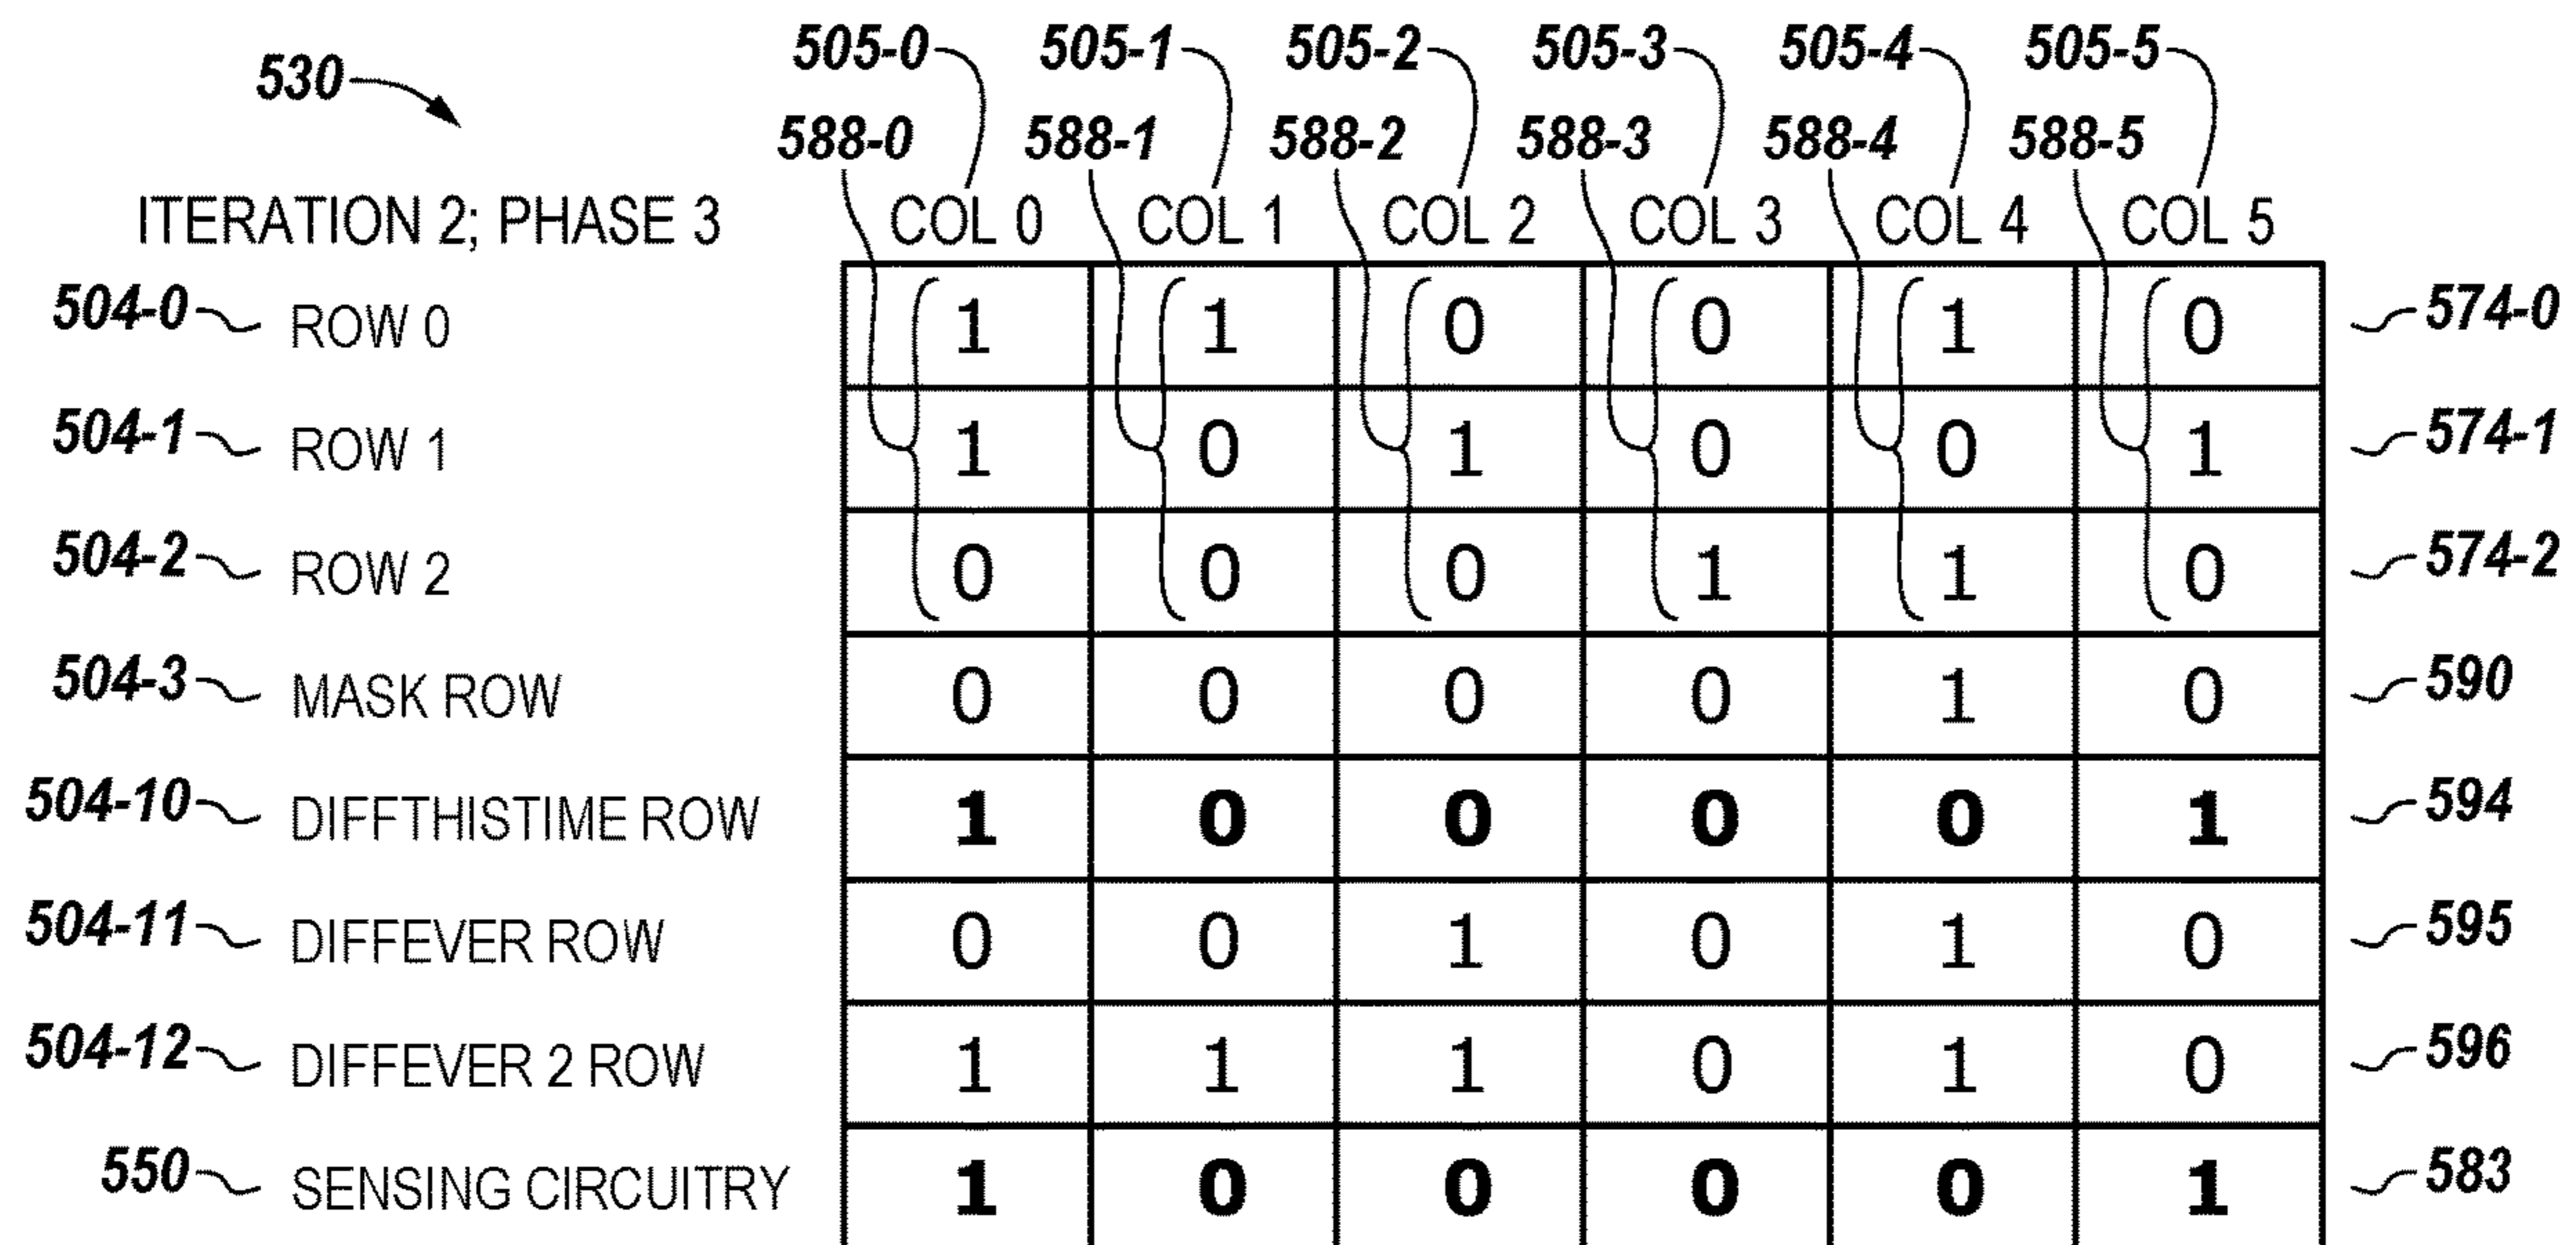 505-0 505-1 505-2 505-3 505-4 505-5
530
588-0 588-1 588-2 588-3 588-4 588-5
ITERATION 2; PHASE 3 COL 0 COL 1 COL 2 COL 3 COL 4 COL 5
504-0 ROW 0 1 1 0 0 1 0 574-0
504-1 ROW 1 1 0 1 0 0 1 574-1
504-2 ROW 2 0 0 0 1 1 0 574-2
504-3 MASK ROW 0 0 0 0 1 0 590
504-10 DIFFTHISTIME ROW 1 0 0 0 0 1 594
504-11 DIFFEVER ROW 0 0 1 0 1 0 595
504-12 DIFFEVER 2 ROW 1 1 1 0 1 0 596
550 SENSING CIRCUITRY 1 0 0 0 0 1 583